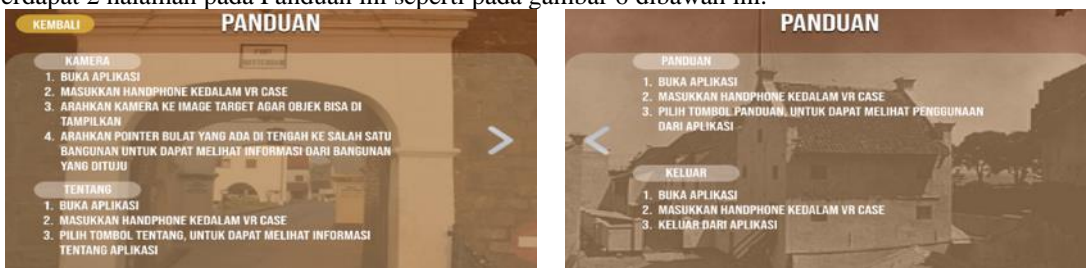 erdapat 2 halaman pada Panduan ini seperti pada gambar 6 dibawah ini.
KEMBALI
PANDUAN
KAMERA
1. BUKA APLIKASI
2. MASUKKAN HANDPHONE KEDALAM VR CASE
3. ARAHKAN KAMERA KE IMAGE TARGET AGAR OBJEK BISA DI
TAMPILKAN
4. ARAHKAN POINTER BULAT YANG ADA DI TENGAH KE SALAH SATU
BANGUNAN UNTUK DAPAT MELIHAT INFORMASI DARI BANGUNAN
YANG DITUJU
TENTANG
1. BUKA APLIKASI
2. MASUKKAN HANDPHONE KEDALAM VR CASE
3. PILIH TOMBOL TENTANG, UNTUK DAPAT MELIHAT INFORMASI
TENTANG APLIKASI
PANDUAN
PANDUAN
1. BUKA APLIKASI
2. MASUKKAN HANDPHONE KEDALAM VR CASE
3. PILIH TOMBOL PANDUAN, UNTUK DAPAT MELIHAT PENGGUNAAN
DARI APLIKASI
KELUAR
1. BUKA APLIKASI
2. MASUKKAN HANDPHONE KEDALAM VR CASE
3. KELUAR DARI APLIKASI